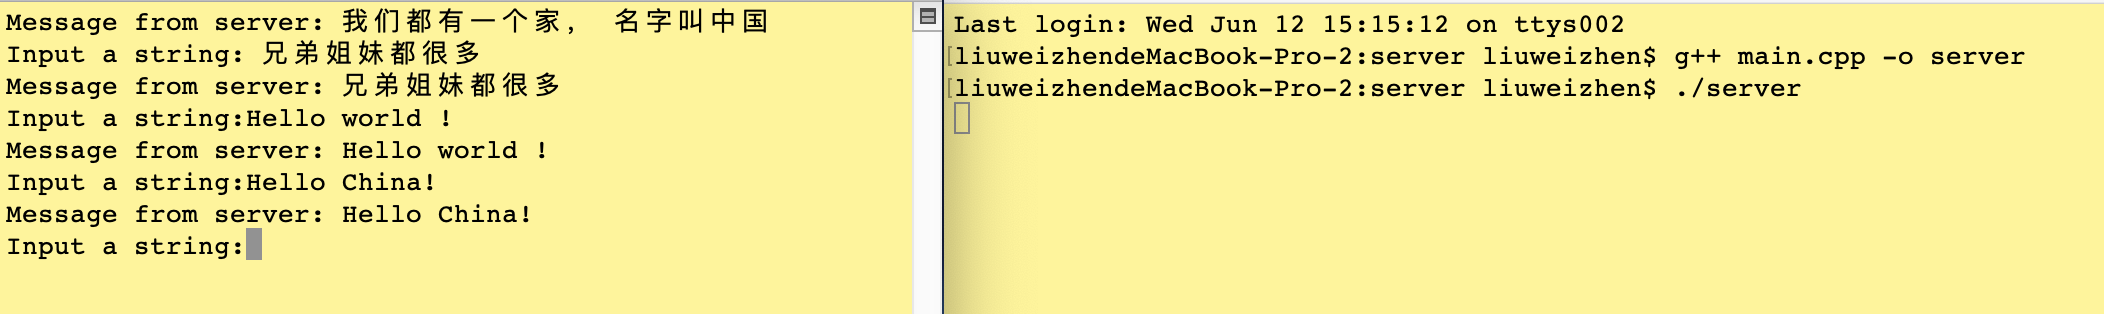 Message from server: 我们都有一个家， 名字叫中国
Input a string: 兄弟姐妹都很多
Message from server: 兄弟姐妹都很多
Input a string:Hello world !
Message from server: Hello world !
Input a string:Hello China!
Message from server: Hello China!
Input a string:
Last login: Wed Jun 12 15:15:12 on ttys002
[liuweizhendeMacBook-Pro-2:server liuweizhen$ g++ main.cpp -o server
[liuweizhendeMacBook-Pro-2:server liuweizhen$ ./server